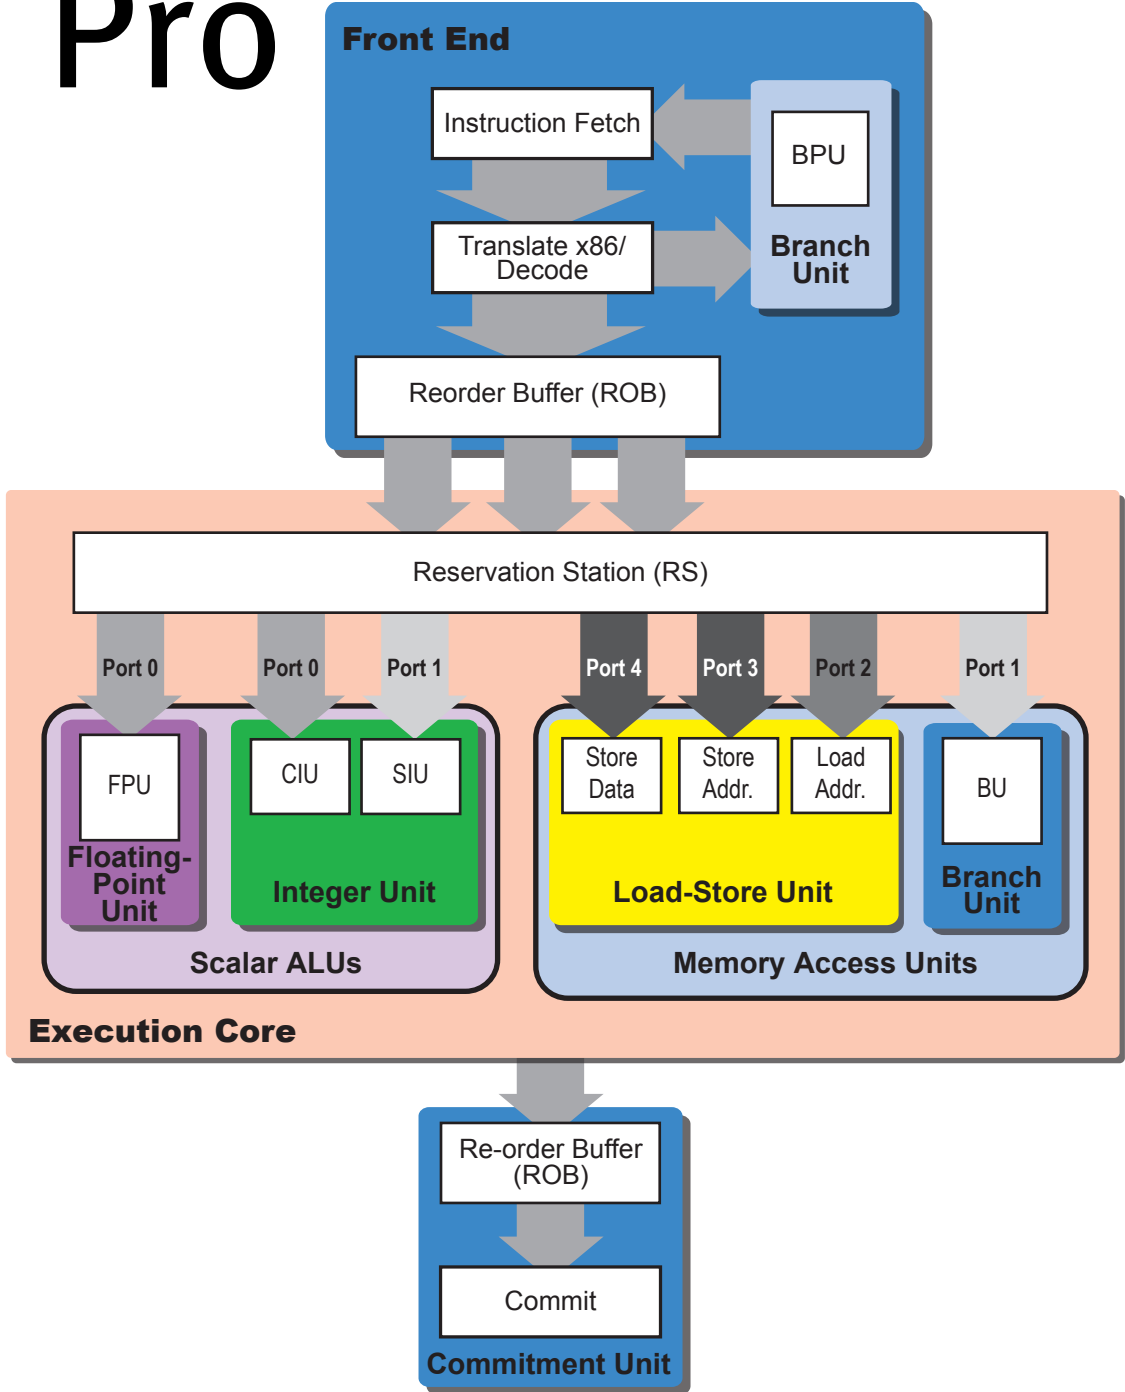 Pro
Front End
Instruction Fetch
BPU
Branch
Unit
Translate x86/
Decode
Reorder Buffer (ROB)
Reservation Station (RS)
Port 0
Port 0
Port 1
Port 4
Port 3
Port 2
Port 1
FPU
CIU
SIU
Store
Data
Store
Addr.
Load
Addr.
BU
Floating-
Point
Unit
Integer Unit
Load-Store Unit
Branch
Unit
Scalar ALUs
Memory Access Units
Execution Core
Re-order Buffer
(ROB)
Commit
Commitment Unit